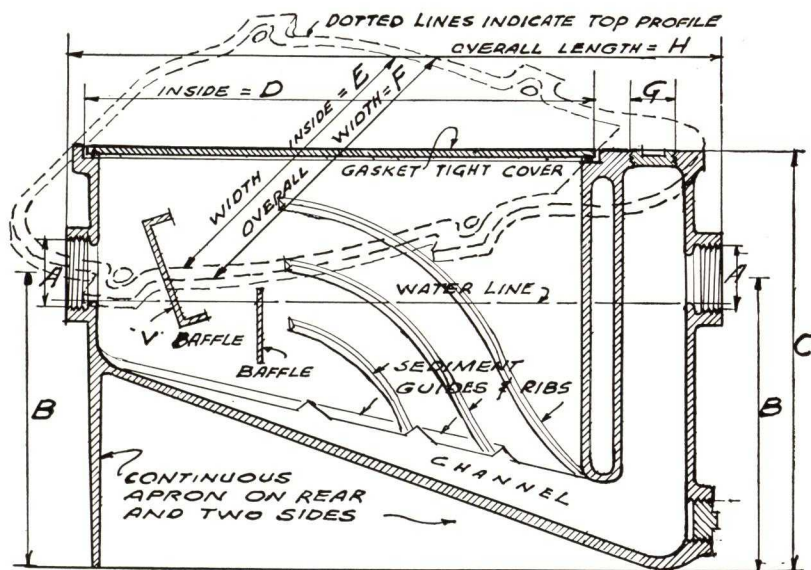 DOTTED LINES INDICATE TOP PROFILE
OVERALL LENGTH = H
INSIDE = D
G
WIDTH INSIDE = E
OVERALL WIDTH = F
GASKET TIGHT COVER
A
A
WATER LINE
"V" BAFFLE
BAFFLE
SEDIMENT
GUIDES & RIBS
B
B
C
CHANNEL
CONTINUOUS
APRON ON REAR
AND TWO SIDES